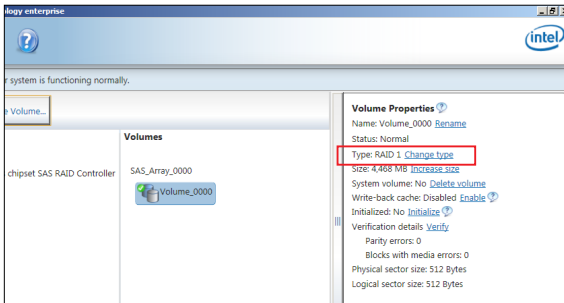 ology enterprise
intel
r system is functioning normally.
e Volume...
Volumes
chipset SAS RAID Controller
SAS_Array_0000
Volume_0000
Volume Properties
Name: Volume_0000 Rename
Status: Normal
Type: RAID 1 Change type
Size: 4,468 MB Increase size
System volume: No Delete volume
Write-back cache: Disabled Enable
Initialized: No Initialize
Verification details Verify
Parity errors: 0
Blocks with media errors: 0
Physical sector size: 512 Bytes
Logical sector size: 512 Bytes